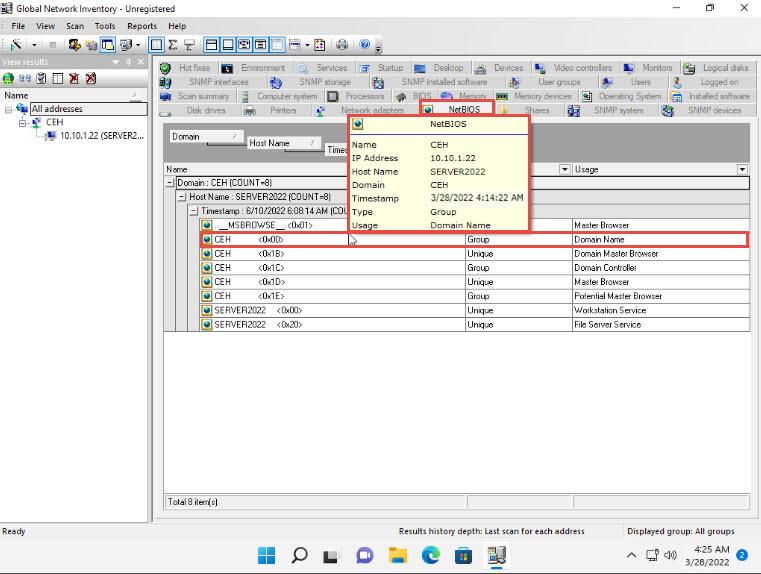 Global Network Inventory - Unregistered
File View Scan Tools Reports Help
View results
Name
All addresses
CEH
10.10.1.22 (SERVER2...
Hot fixes Environment Services Startup Desktop Devices Video controllers Monitors Logical disks
SNMP interfaces SNMP storage SNMP installed software User groups Users Logged on
Scan summary Computer system Processors BIOS Memory Memory devices Operating System Installed software
Disk drives Printers Network adapters NetBIOS Shares SNMP systems SNMP devices
Domain /
Host Name /
Times
NetBIOS
Name CEH
IP Address 10.10.1.22
Host Name SERVER2022
Domain CEH
Timestamp 3/28/2022 4:14:22 AM
Type Group
Usage Domain Name
Name Usage
Domain : CEH (COUNT=8)
Host Name : SERVER2022 (COUNT=8)
Timestamp : 6/10/2022 6:08:14 AM (COU
. __MSBROWSE__ <0x01> Master Browser
CEH <0x00> Group Domain Name
CEH <0x1B> Unique Domain Master Browser
CEH <0x1C> Group Domain Controller
CEH <0x1D> Unique Master Browser
CEH <0x1E> Group Potential Master Browser
SERVER2022 <0x00> Unique Workstation Service
SERVER2022 <0x20> Unique File Server Service
Total 8 item(s)
Ready Results history depth: Last scan for each address Displayed group: All groups
4:25 AM
3/28/2022
2